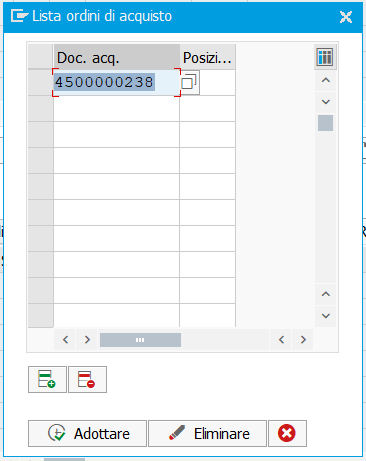 Lista ordini di acquisto
Doc. acq. Posizi...
4500000238
Adottare Eliminare